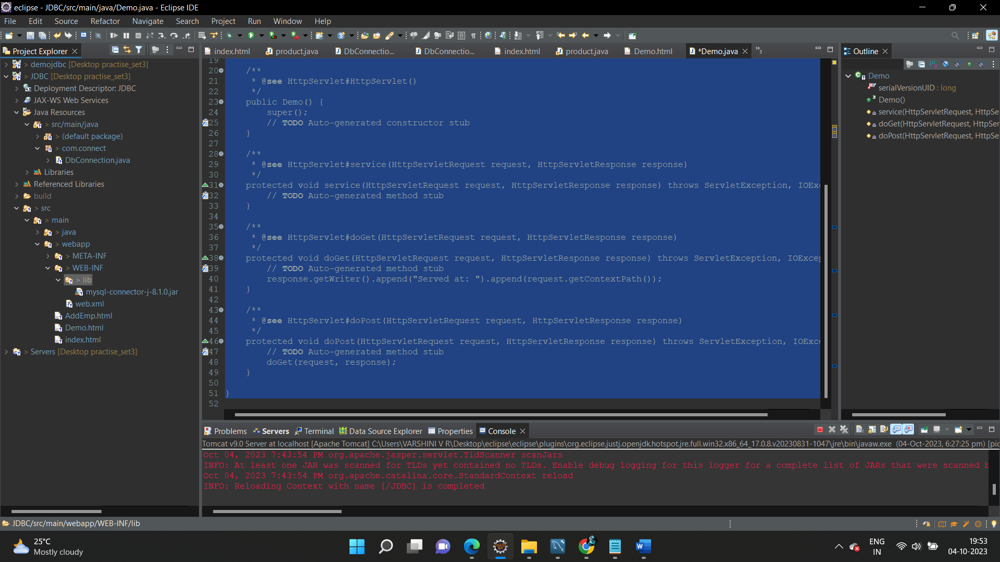 eclipse - JDBC/src/main/java/Demo.java - Eclipse IDE
File Edit Source Refactor Navigate Search Project Run Window Help
Project Explorer
index.html
product.java
DbConnectio...
DbConnectio...
index.html
product.java
Demo.html
*Demo.java
3
Outline
> demojdbc [Desktop practise_set3]
> JDBC [Desktop practise_set3]
Deployment Descriptor: JDBC
JAX-WS Web Services
Java Resources
> src/main/java
> (default package)
> com.connect
DbConnection.java
Libraries
Referenced Libraries
build
> src
> main
> java
> webapp
> META-INF
> WEB-INF
> lib
mysql-connector-j-8.1.0.jar
web.xml
AddEmp.html
Demo.html
index.html
> Servers [Desktop practise_set3]
19
20 /**
21 * @see HttpServlet#HttpServlet()
22 */
23 public Demo() {
24 super();
25 // TODO Auto-generated constructor stub
26 }
27
28 /**
29 * @see HttpServlet#service(HttpServletRequest request, HttpServletResponse response)
30 */
31 protected void service(HttpServletRequest request, HttpServletResponse response) throws ServletException, IOEx
32 // TODO Auto-generated method stub
33 }
34
35 /**
36 * @see HttpServlet#doGet(HttpServletRequest request, HttpServletResponse response)
37 */
38 protected void doGet(HttpServletRequest request, HttpServletResponse response) throws ServletException, IOExcep
39 // TODO Auto-generated method stub
40 response.getWriter().append("Served at: ").append(request.getContextPath());
41 }
42
43 /**
44 * @see HttpServlet#doPost(HttpServletRequest request, HttpServletResponse response)
45 */
46 protected void doPost(HttpServletRequest request, HttpServletResponse response) throws ServletException, IOExce
47 // TODO Auto-generated method stub
48 doGet(request, response);
49 }
50
51 }
52
Demo
serialVersionUID : long
Demo()
service(HttpServletRequest, HttpSe
doGet(HttpServletRequest, HttpSer
doPost(HttpServletRequest, HttpSe
Problems Servers Terminal Data Source Explorer Properties Console
Tomcat v9.0 Server at localhost [Apache Tomcat] C:\Users\VARSHINI V R\Desktop\eclipse\eclipse\plugins\org.eclipse.justj.openjdk.hotspot.jre.full.win32.x86_64_17.0.8.v20230831-1047\jre\bin\javaw.exe (04-Oct-2023, 6:27:25 pm) [pid
Oct 04, 2023 7:43:54 PM org.apache.jasper.servlet.TldScanner scanJars
INFO: At least one JAR was scanned for TLDs yet contained no TLDs. Enable debug logging for this logger for a complete list of JARs that were scanned b
Oct 04, 2023 7:43:54 PM org.apache.catalina.core.StandardContext reload
INFO: Reloading Context with name [/JDBC] is completed
JDBC/src/main/webapp/WEB-INF/lib
25°C
Mostly cloudy
ENG
IN
19:53
04-10-2023